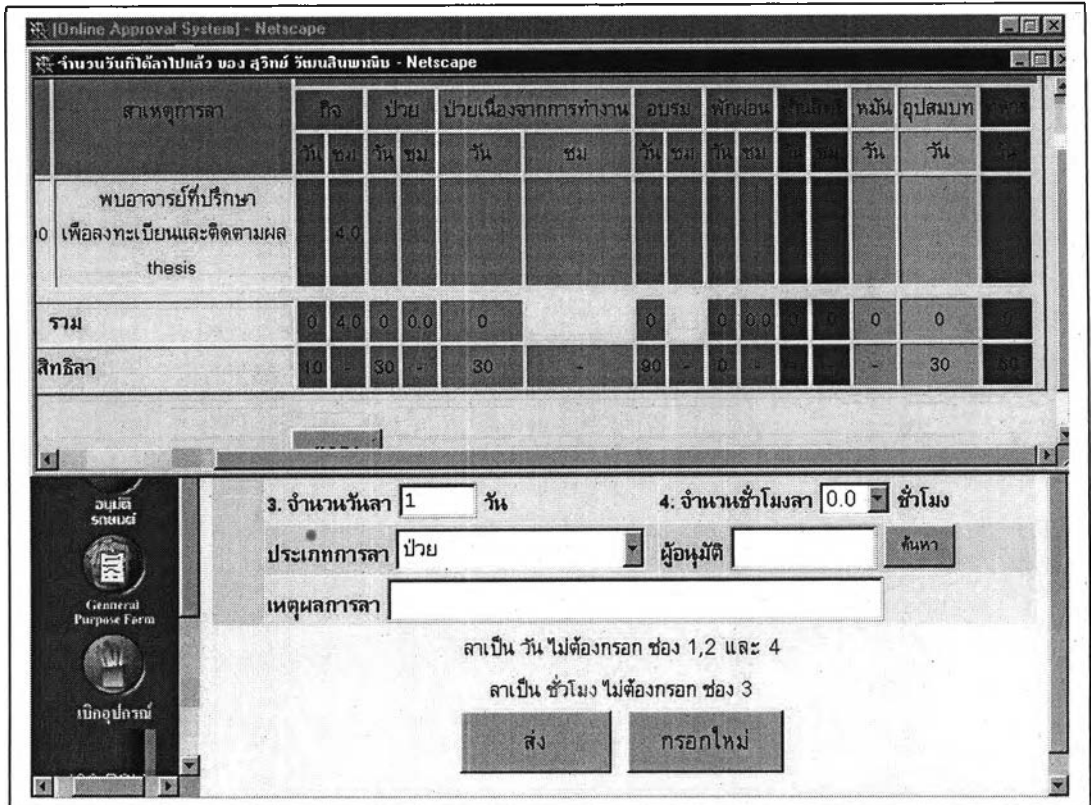 [Online Approval System] - Netscape
จำนวนวันที่ได้ลาไปแล้ว ของ สุวิทย์ วัฒนสินพาณิช - Netscape
สาเหตุการลา กิจ ป่วย ป่วยเนื่องจากการทำงาน อบรม พักผ่อน หมัน อุปสมบท
วัน ชม วัน ชม วัน ชม วัน ชม วัน ชม วัน ชม วัน วัน วัน
พบอาจารย์ที่ปรึกษา
เพื่อลงทะเบียนและติดตามผล 4.0
thesis
รวม 0 4.0 0 0.0 0 0 0 0.0 0 0 0 0 0
สิทธิลา 10 - 30 - 30 - 90 - 0 - - - - 30 60
อนุมัติ
รถยนต์
Genneral
Purpose Form
เบิกอุปกรณ์
3. จำนวนวันลา 1 วัน 4. จำนวนชั่วโมงลา 0.0 ชั่วโมง
ประเภทการลา ป่วย ผู้อนุมัติ ค้นหา
เหตุผลการลา
ลาเป็น วัน ไม่ต้องกรอก ช่อง 1,2 และ 4
ลาเป็น ชั่วโมง ไม่ต้องกรอก ช่อง 3
ส่ง กรอกใหม่